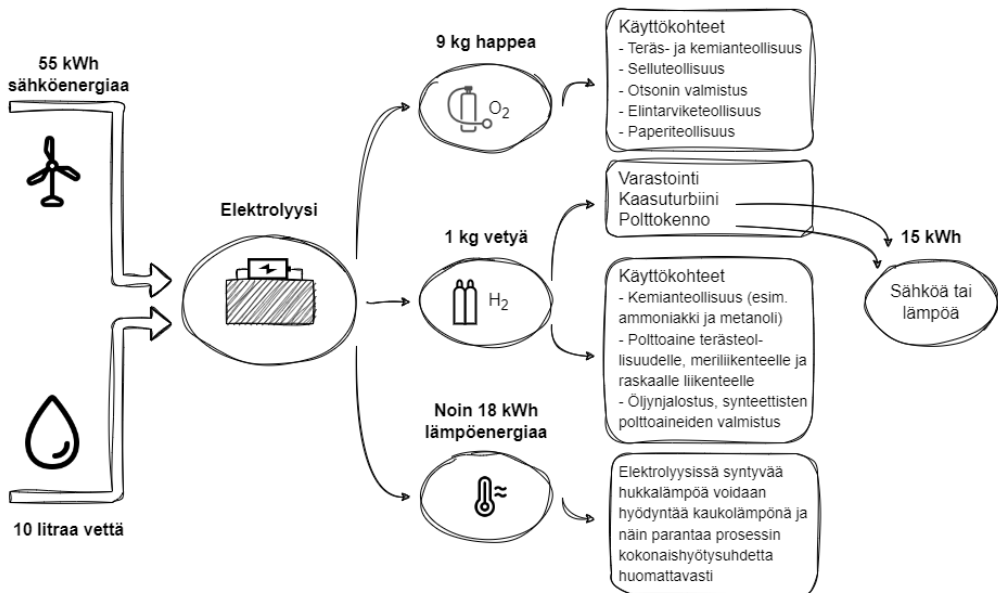 55 kWh
sähköenergiaa
10 litraa vettä
Elektrolyysi
9 kg happea
O2
Käyttökohteet
- Teräs- ja kemianteollisuus
- Selluteollisuus
- Otsonin valmistus
- Elintarviketeollisuus
- Paperiteollisuus
1 kg vetyä
H2
Varastointi
Kaasuturbiini
Polttokenno
15 kWh
Sähköä tai
lämpöä
Käyttökohteet
- Kemianteollisuus (esim.
ammoniakki ja metanoli)
- Polttoaine terästeol-
lisuudelle, meriliikenteelle ja
raskaalle liikenteelle
- Öljynjalostus, synteettisten
polttoaineiden valmistus
Noin 18 kWh
lämpöenergiaa
Elektrolyysissä syntyvää
hukkalämpöä voidaan
hyödyntää kaukolämpönä ja
näin parantaa prosessin
kokonaishyötysuhdetta
huomattavasti